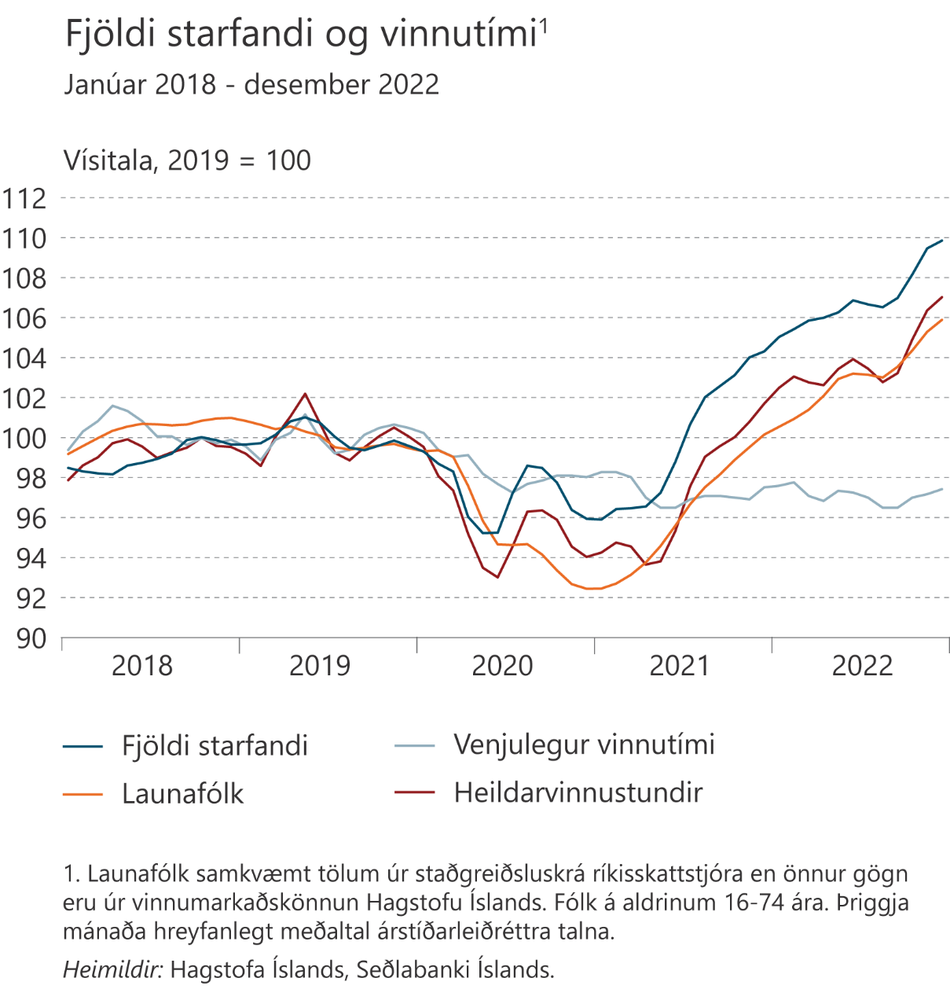 Fjöldi starfandi og vinnutími¹
Janúar 2018 - desember 2022
Vísitala, 2019 = 100
112
110
108
106
104
102
100
98
96
94
92
90
2018 2019 2020 2021 2022
Fjöldi starfandi Venjulegur vinnutími
Launafólk Heildarvinnustundir
1. Launafólk samkvæmt tölum úr staðgreiðsluskrá ríkisskattstjóra en önnur gögn
eru úr vinnumarkaðskönnun Hagstofu Íslands. Fólk á aldrinum 16-74 ára. Þriggja
mánaða hreyfanlegt meðaltal árstíðarleiðréttra talna.
Heimildir: Hagstofa Íslands, Seðlabanki Íslands.